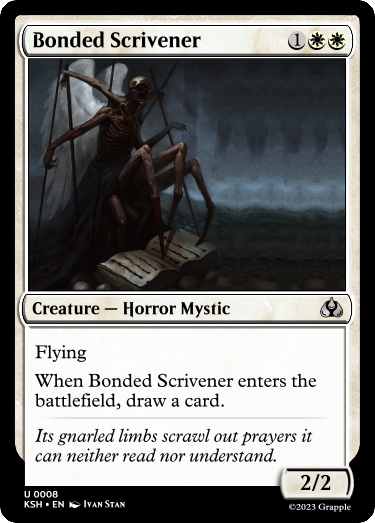 Bonded Scrivener 1
Creature — Horror Mystic
Flying
When Bonded Scrivener enters the
battlefield, draw a card.
Its gnarled limbs scrawl out prayers it
can neither read nor understand.
2/2
U 0008
KSH • EN Ivan Stan
©2023 Grapple